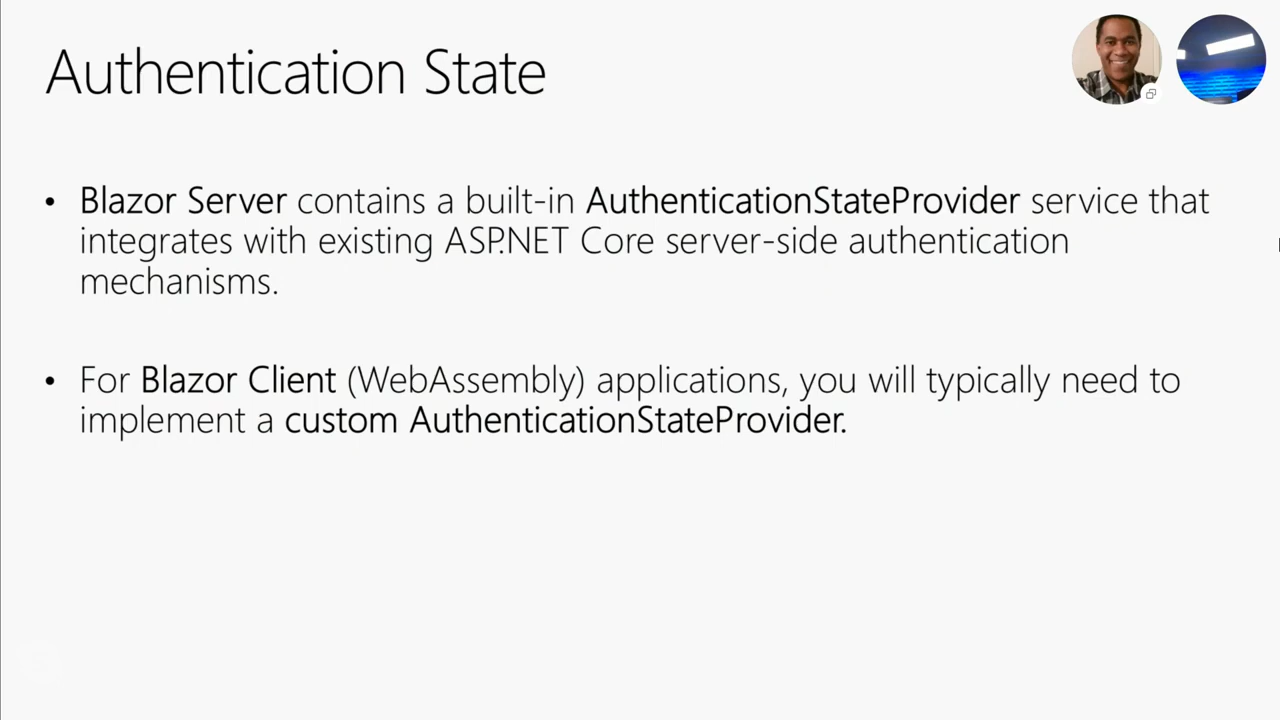 Authentication State
• Blazor Server contains a built-in AuthenticationStateProvider service that
integrates with existing ASP.NET Core server-side authentication
mechanisms.
• For Blazor Client (WebAssembly) applications, you will typically need to
implement a custom AuthenticationStateProvider.